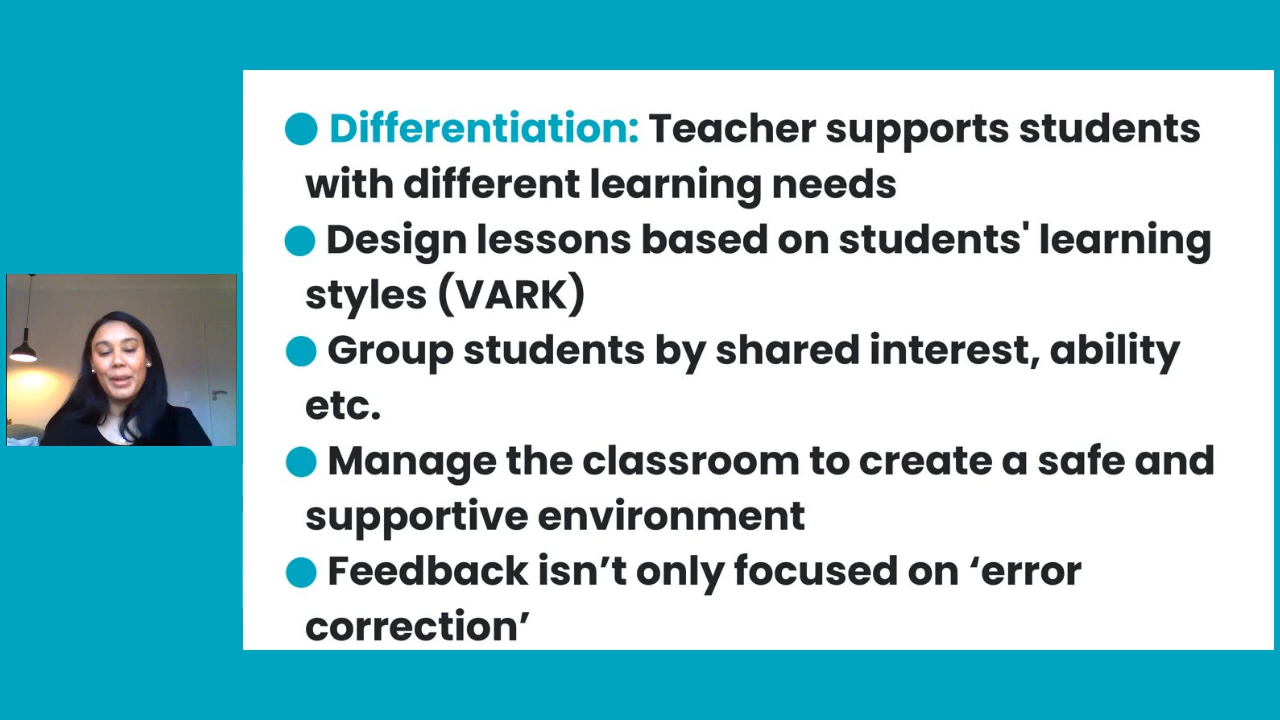 ● Differentiation: Teacher supports students
with different learning needs
● Design lessons based on students' learning
styles (VARK)
● Group students by shared interest, ability
etc.
● Manage the classroom to create a safe and
supportive environment
● Feedback isn’t only focused on ‘error
correction’